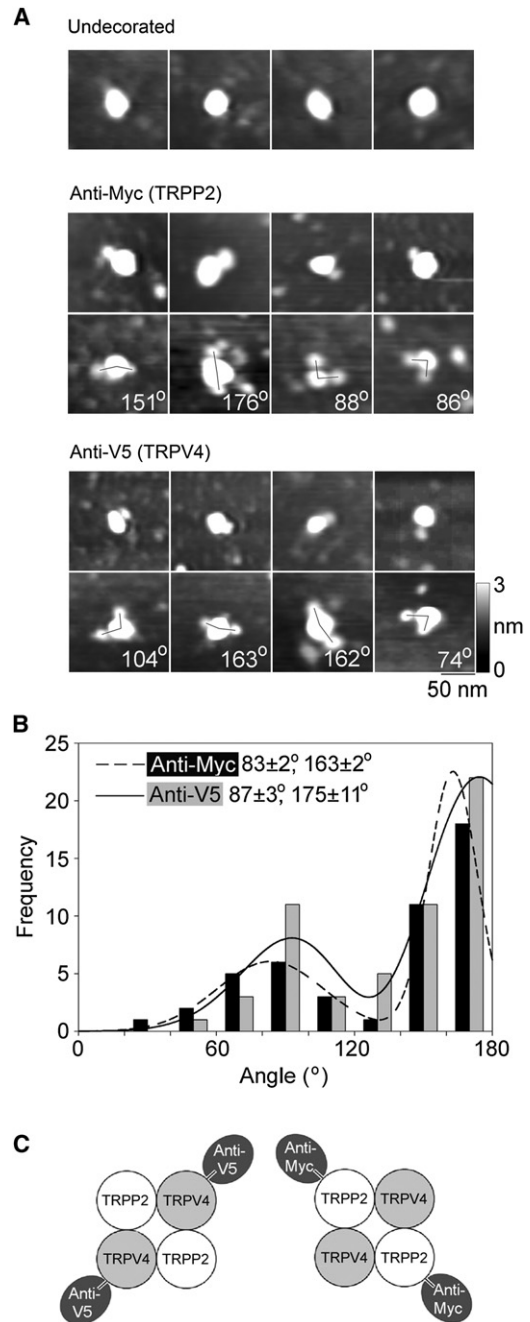 A
Undecorated
Anti-Myc (TRPP2)
151° 176° 88° 86°
Anti-V5 (TRPV4)
104° 163° 162° 74°
3
nm
0
50 nm
B
25
20
15
10
5
0
Frequency
Anti-Myc 83±2°, 163±2°
Anti-V5 87±3°, 175±11°
0 60 120 180
Angle (°)
C
Anti-
V5
TRPP2 TRPV4
TRPV4 TRPP2
Anti-
V5
Anti-
Myc
TRPP2 TRPV4
TRPV4 TRPP2
Anti-
Myc